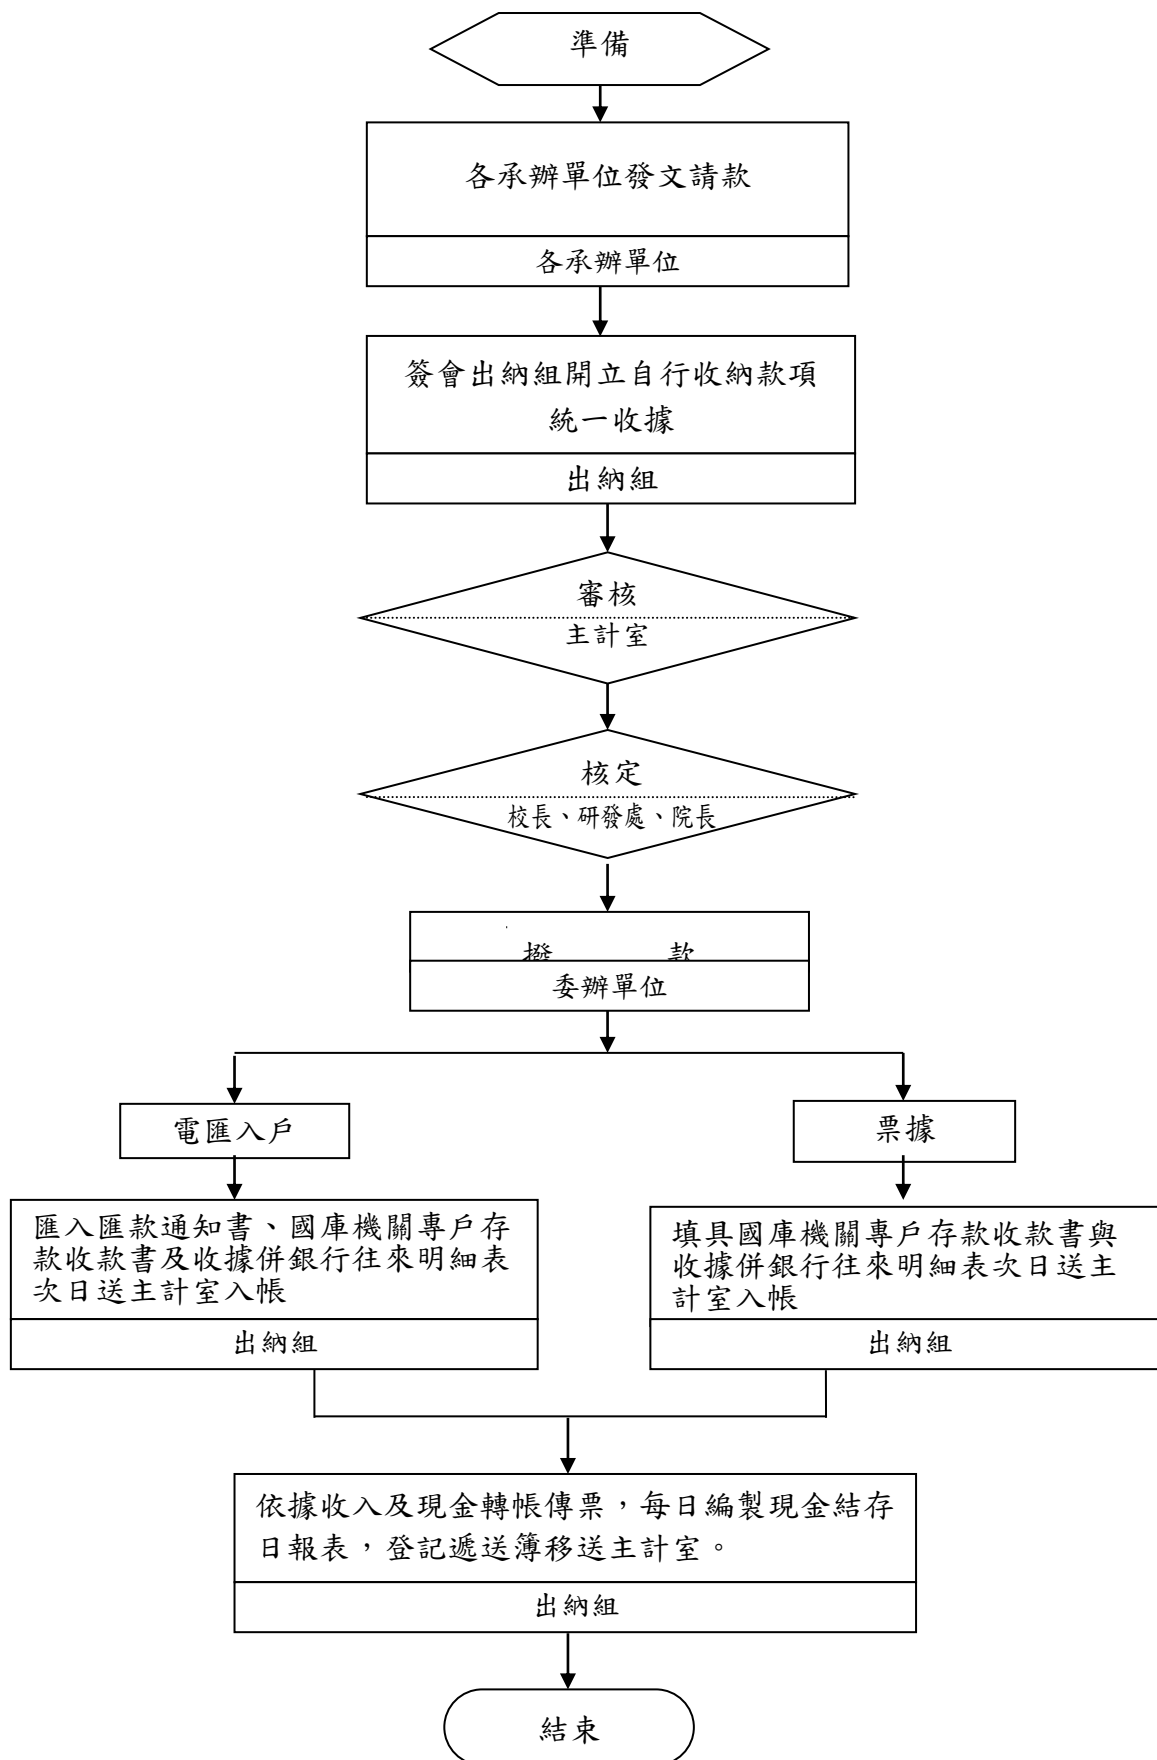 準備
各承辦單位發文請款
各承辦單位
簽會出納組開立自行收納款項
統一收據
出納組
審核
主計室
核定
校長、研發處、院長
撥 款
委辦單位
電匯入戶
票據
匯入匯款通知書、國庫機關專戶存
款收款書及收據併銀行往來明細表
次日送主計室入帳
出納組
填具國庫機關專戶存款收款書與
收據併銀行往來明細表次日送主
計室入帳
出納組
依據收入及現金轉帳傳票，每日編製現金結存
日報表，登記遞送簿移送主計室。
出納組
結束